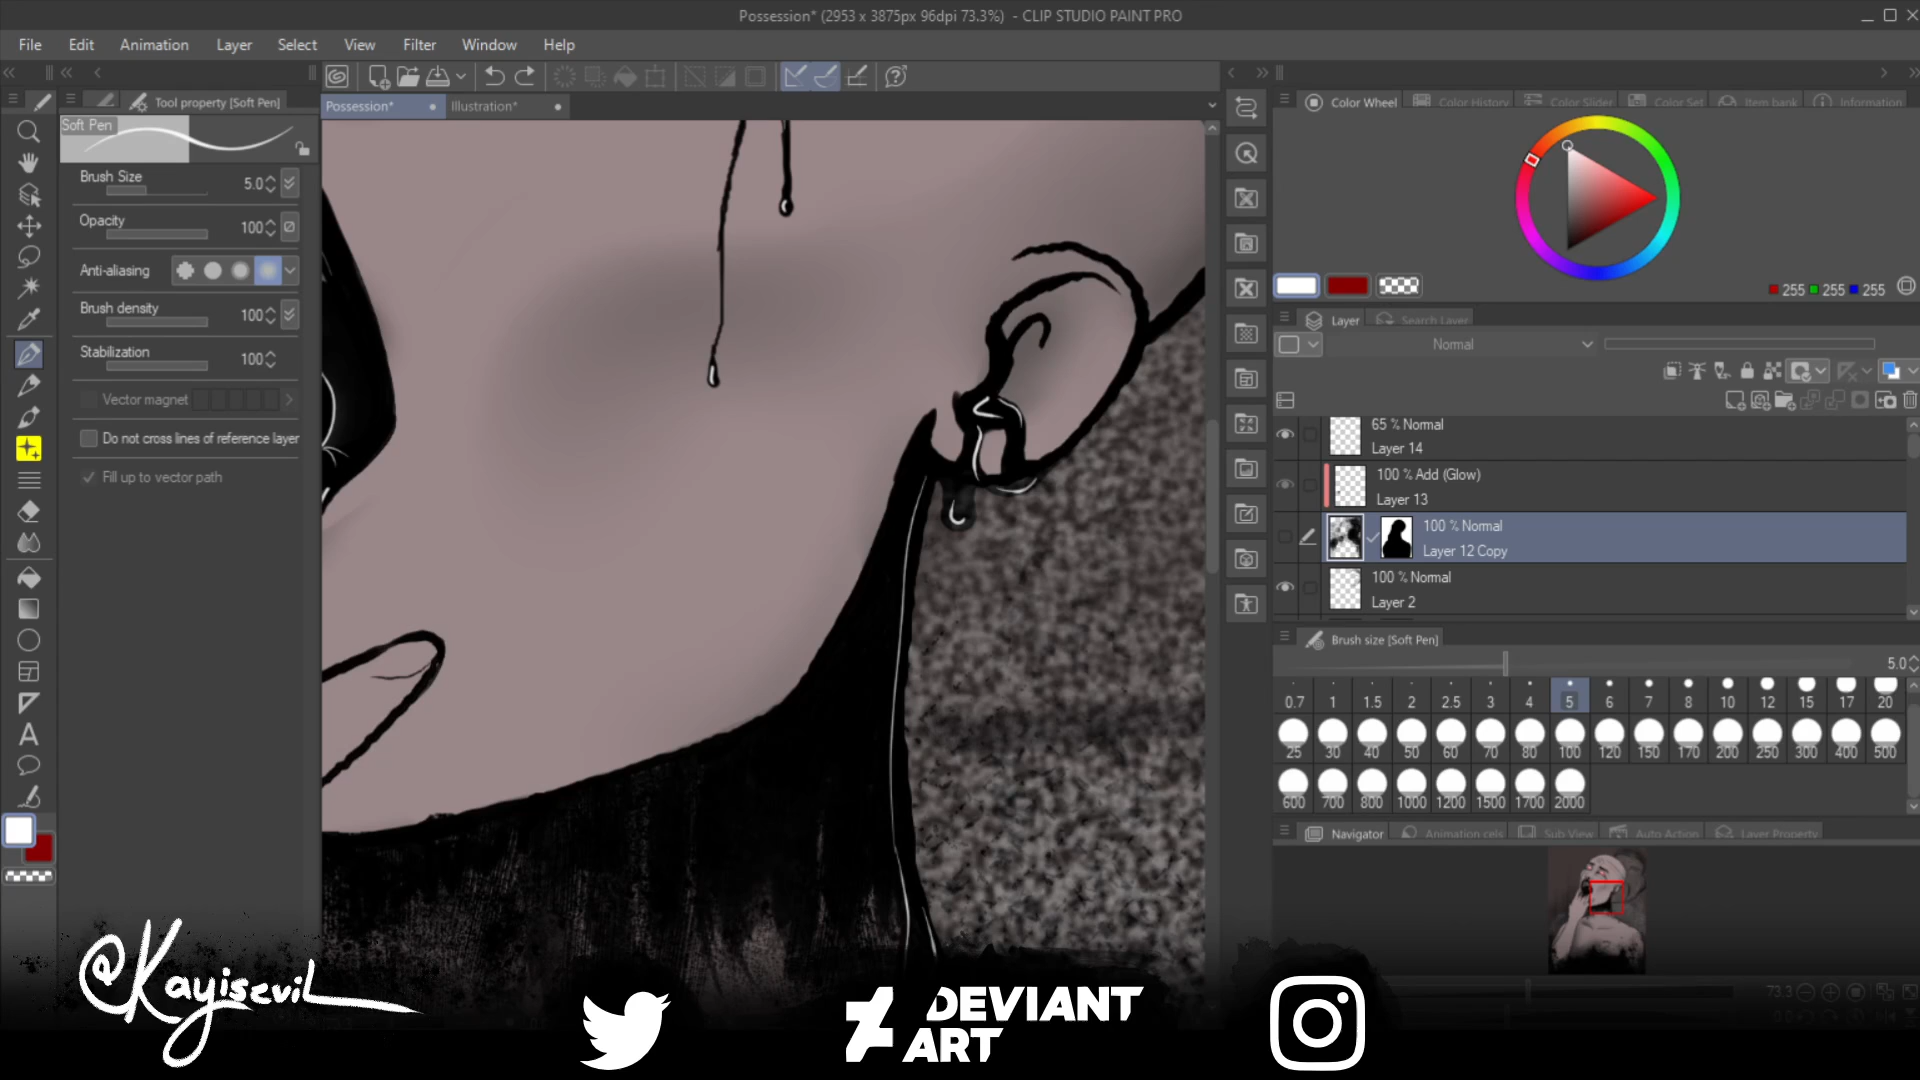 Possession* (2953 x 3875px 96dpi 73.3%) - CLIP STUDIO PAINT PRO
File Edit Animation Layer Select View Filter Window Help
Tool property [Soft Pen]
Possession* Illustration*
Color Wheel Color History Color Slider Color Set Item bank Information
Soft Pen
Brush Size 5.0
Opacity 100
Anti-aliasing
Brush density 100
Stabilization 100
Vector magnet
Do not cross lines of reference layer
Fill up to vector path
255 255 255
Layer Search Layer
Normal
65 % Normal
Layer 14
100 % Add (Glow)
Layer 13
100 % Normal
Layer 12 Copy
100 % Normal
Layer 2
Brush size [Soft Pen]
5.0
0.7 1 1.5 2 2.5 3 4 5 6 7 8 10 12 15 17 20
25 30 40 50 60 70 80 100 120 150 170 200 250 300 400 500
600 700 800 1000 1200 1500 1700 2000
Navigator Animation cels Sub View Auto Action Layer Property
73.3
0.0
@Kayisevil
DEVIANT
ART